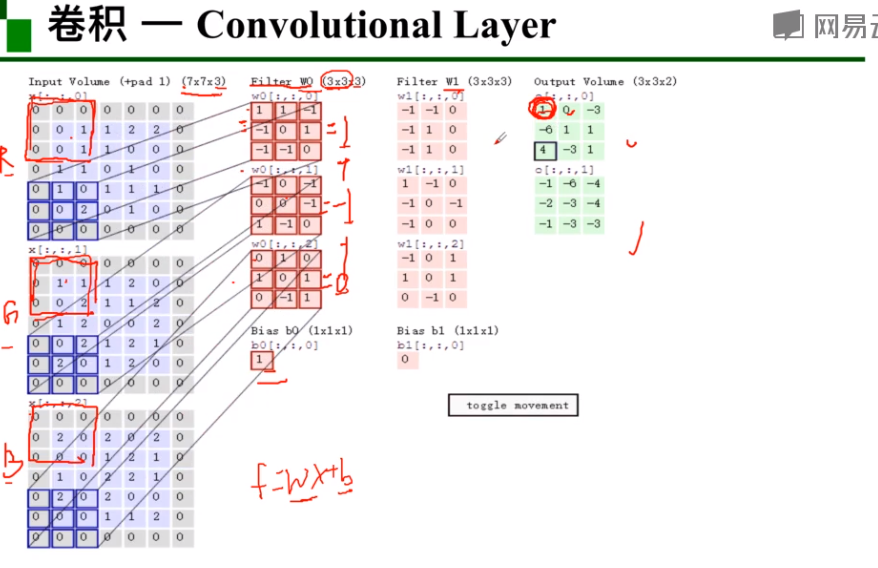 卷积 — Convolutional Layer
网易云
Input Volume (+pad 1) (7x7x3)
x[:,:,0]
0 0 0 0 0 0 0
0 0 1 1 2 2 0
0 0 1 1 0 0 0
0 1 1 0 1 0 0
0 1 0 1 1 1 0
0 0 2 0 1 0 0
0 0 0 0 0 0 0
x[:,:,1]
0 0 0 0 0 0 0
0 1 1 1 2 0 0
0 0 2 1 1 2 0
0 1 2 0 0 2 0
0 0 2 1 2 1 0
0 2 0 1 2 0 0
0 0 0 0 0 0 0
x[:,:,2]
0 0 0 0 0 0 0
0 2 0 2 0 2 0
0 0 0 1 2 1 0
0 1 0 2 2 1 0
0 2 0 2 0 0 0
0 0 0 1 1 2 0
0 0 0 0 0 0 0
R
G
B
Filter W0 (3x3x3)
w0[:,:,0]
1 1 -1
-1 0 1
-1 -1 0
=1
w0[:,:,1]
-1 0 -1
0 0 -1
1 -1 0
=-1
w0[:,:,2]
0 1 0
1 0 1
0 -1 1
=0
Bias b0 (1x1x1)
b0[:,:,0]
1
f=wx+b
Filter W1 (3x3x3)
w1[:,:,0]
-1 -1 0
-1 1 0
-1 1 0
w1[:,:,1]
1 -1 0
-1 0 -1
-1 0 0
w1[:,:,2]
-1 0 1
1 0 1
0 -1 0
Bias b1 (1x1x1)
b1[:,:,0]
0
Output Volume (3x3x2)
o[:,:,0]
1 0 -3
-6 1 1
4 -3 1
o[:,:,1]
-1 -6 -4
-2 -3 -4
-1 -3 -3
toggle movement